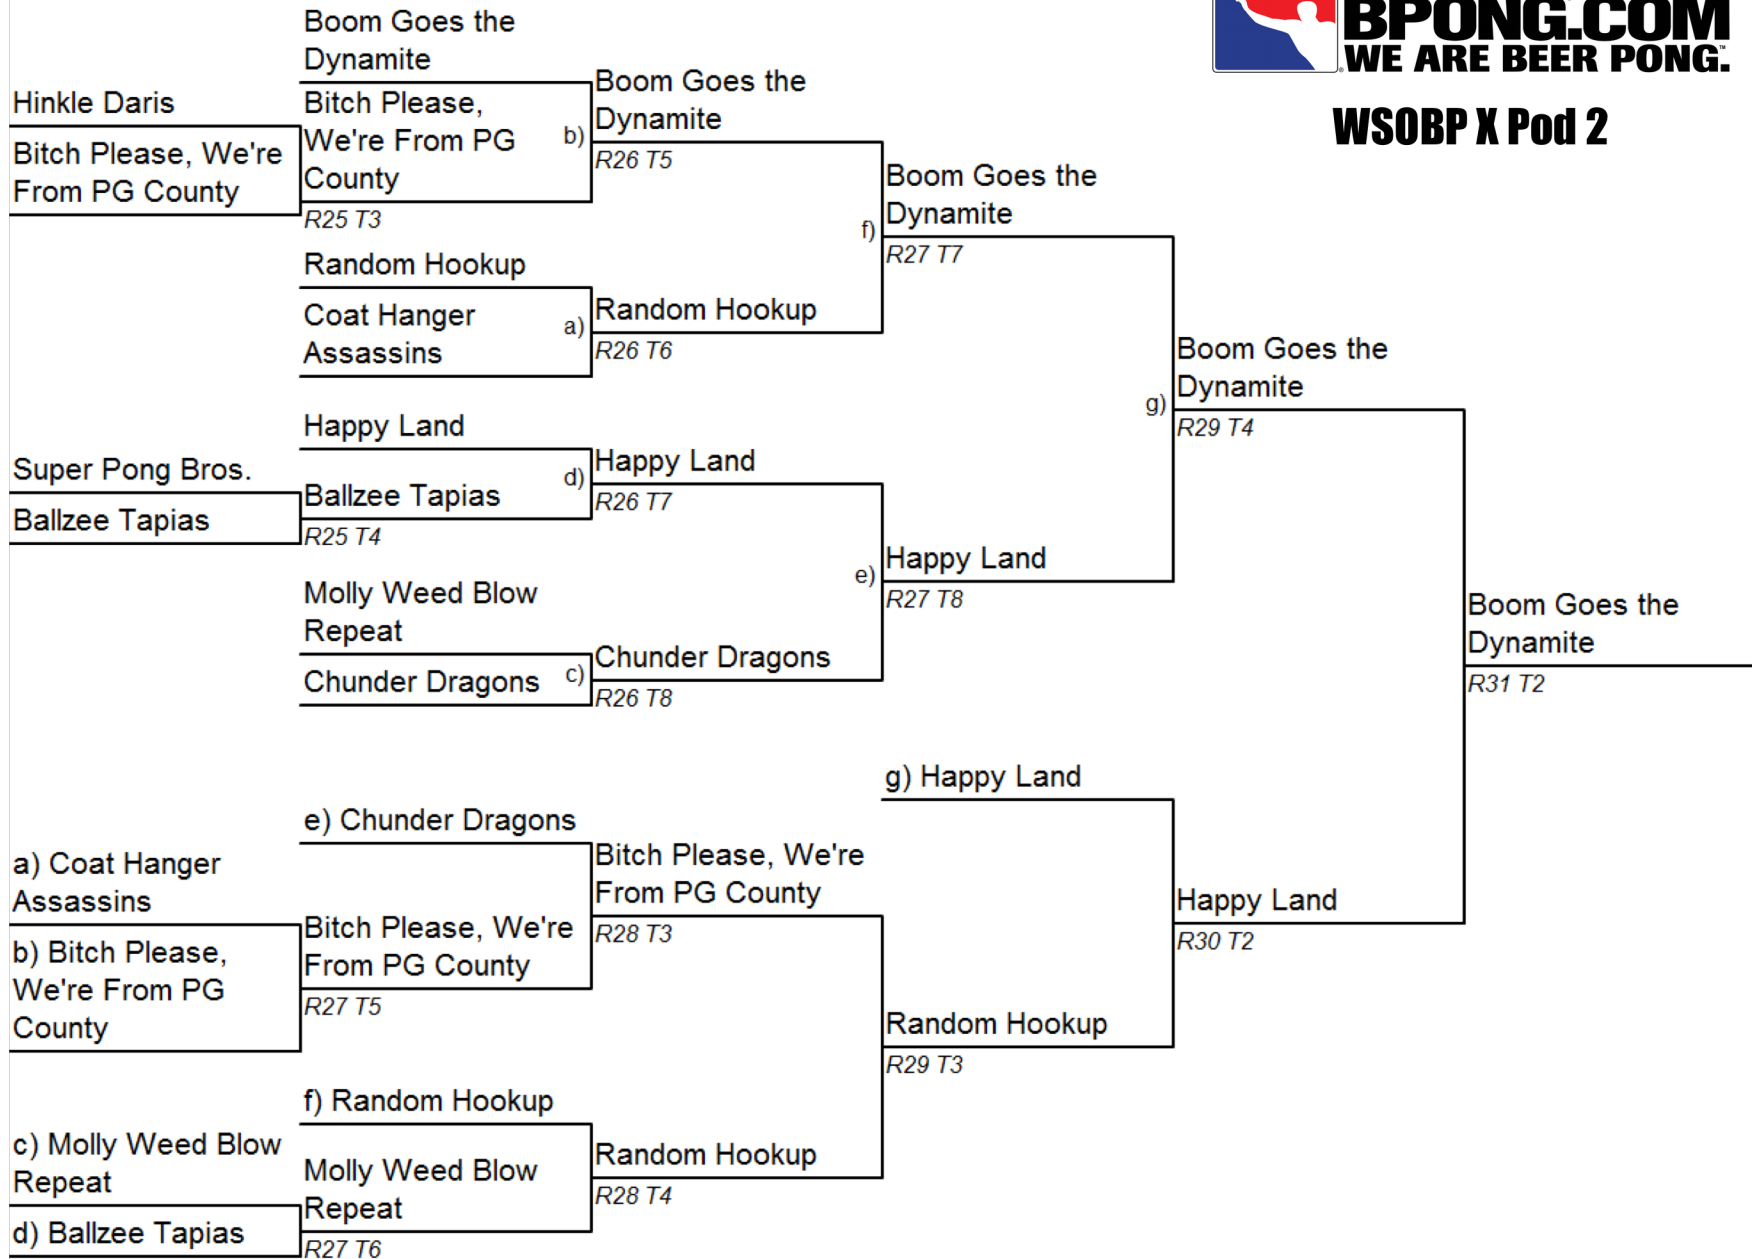 BPONG.COM
WE ARE BEER PONG.™
®
WSOBP X Pod 2
Hinkle Daris
Bitch Please, We're
From PG County
Super Pong Bros.
Ballzee Tapias
Boom Goes the
Dynamite
Bitch Please,
We're From PG
County
R25 T3
b)
Random Hookup
Coat Hanger
Assassins
a)
Happy Land
Ballzee Tapias
R25 T4
d)
Molly Weed Blow
Repeat
Chunder Dragons
c)
Boom Goes the
Dynamite
R26 T5
Random Hookup
R26 T6
f)
Happy Land
R26 T7
Chunder Dragons
R26 T8
e)
Boom Goes the
Dynamite
R27 T7
Happy Land
R27 T8
g)
Boom Goes the
Dynamite
R29 T4
Boom Goes the
Dynamite
R31 T2
a) Coat Hanger
Assassins
b) Bitch Please,
We're From PG
County
c) Molly Weed Blow
Repeat
d) Ballzee Tapias
e) Chunder Dragons
Bitch Please, We're
From PG County
R27 T5
f) Random Hookup
Molly Weed Blow
Repeat
R27 T6
Bitch Please, We're
From PG County
R28 T3
Random Hookup
R28 T4
g) Happy Land
Random Hookup
R29 T3
Happy Land
R30 T2